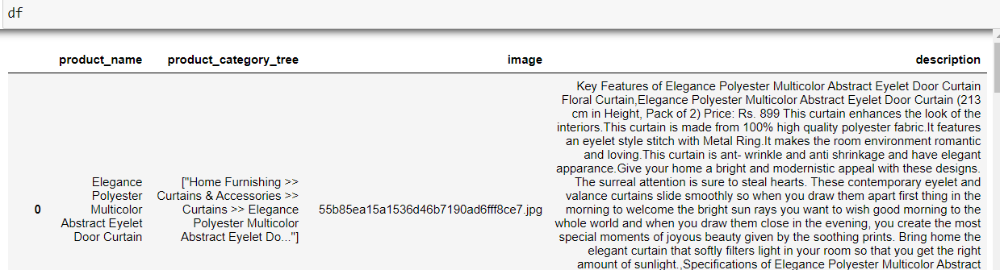 df
product_name product_category_tree image description
Key Features of Elegance Polyester Multicolor Abstract Eyelet Door Curtain
Floral Curtain,Elegance Polyester Multicolor Abstract Eyelet Door Curtain (213
cm in Height, Pack of 2) Price: Rs. 899 This curtain enhances the look of the
interiors.This curtain is made from 100% high quality polyester fabric.It features
an eyelet style stitch with Metal Ring.It makes the room environment romantic
and loving.This curtain is ant- wrinkle and anti shrinkage and have elegant
apparance.Give your home a bright and modernistic appeal with these designs.
Elegance ["Home Furnishing >> The surreal attention is sure to steal hearts. These contemporary eyelet and
Polyester Curtains & Accessories >> valance curtains slide smoothly so when you draw them apart first thing in the
0 Multicolor Curtains >> Elegance 55b85ea15a1536d46b7190ad6fff8ce7.jpg morning to welcome the bright sun rays you want to wish good morning to the
Abstract Eyelet Polyester Multicolor whole world and when you draw them close in the evening, you create the most
Door Curtain Abstract Eyelet Do..."] special moments of joyous beauty given by the soothing prints. Bring home the
elegant curtain that softly filters light in your room so that you get the right
amount of sunlight.,Specifications of Elegance Polyester Multicolor Abstract